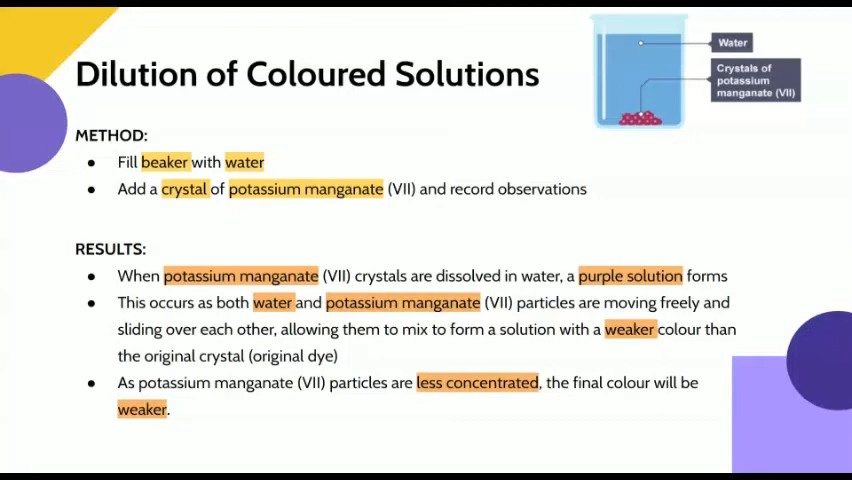 Dilution of Coloured Solutions
Water
Crystals of
potassium
manganate (VII)
METHOD:
● Fill beaker with water
● Add a crystal of potassium manganate (VII) and record observations
RESULTS:
● When potassium manganate (VII) crystals are dissolved in water, a purple solution forms
● This occurs as both water and potassium manganate (VII) particles are moving freely and
sliding over each other, allowing them to mix to form a solution with a weaker colour than
the original crystal (original dye)
● As potassium manganate (VII) particles are less concentrated, the final colour will be
weaker.